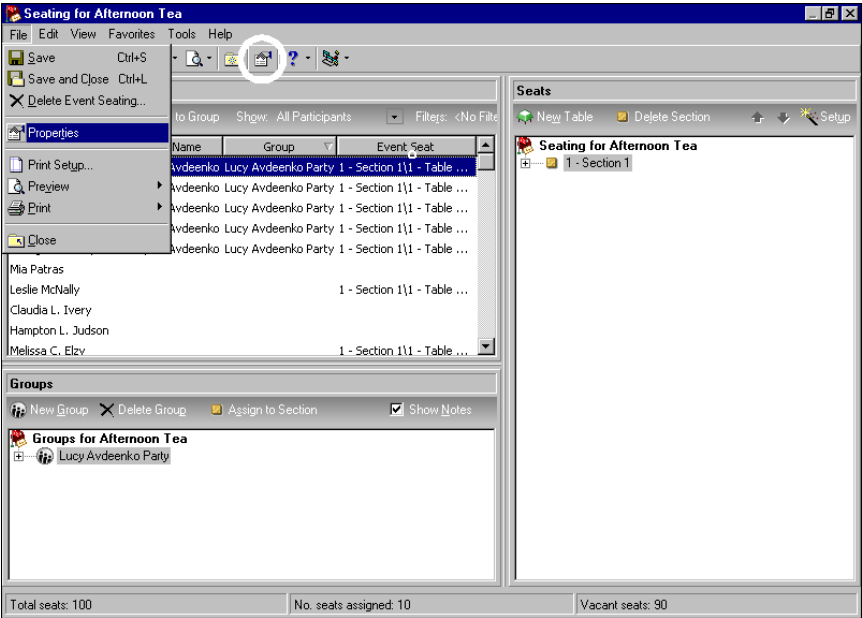 Seating for Afternoon Tea
File Edit View Favorites Tools Help
Save Ctrl+S
Save and Close Ctrl+L
Delete Event Seating...
Properties
Print Setup...
Preview
Print
Close
to Group Show: All Participants Filters: <No Filte
Name Group Event Seat
Avdeenko Lucy Avdeenko Party 1 - Section 1\1 - Table ...
Avdeenko Lucy Avdeenko Party 1 - Section 1\1 - Table ...
Avdeenko Lucy Avdeenko Party 1 - Section 1\1 - Table ...
Avdeenko Lucy Avdeenko Party 1 - Section 1\1 - Table ...
Avdeenko Lucy Avdeenko Party 1 - Section 1\1 - Table ...
Mia Patras
Leslie McNally 1 - Section 1\1 - Table ...
Claudia L. Ivery
Hampton L. Judson
Melissa C. Elzy 1 - Section 1\1 - Table ...
Groups
New Group Delete Group Assign to Section Show Notes
Groups for Afternoon Tea
Lucy Avdeenko Party
Seats
New Table Delete Section Setup
Seating for Afternoon Tea
1 - Section 1
Total seats: 100 No. seats assigned: 10 Vacant seats: 90